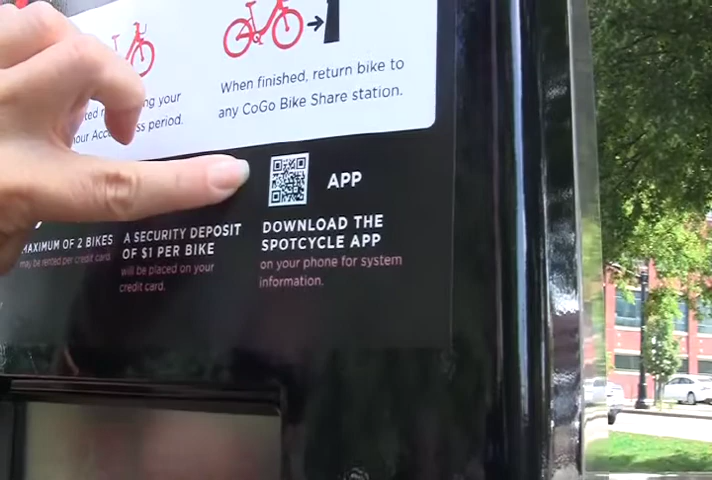 When finished, return bike to
any CoGo Bike Share station.
ng your
our Access period.
APP
MAXIMUM OF 2 BIKES
may be rented per credit card
A SECURITY DEPOSIT
OF $1 PER BIKE
will be placed on your
credit card.
DOWNLOAD THE
SPOTCYCLE APP
on your phone for system
information.